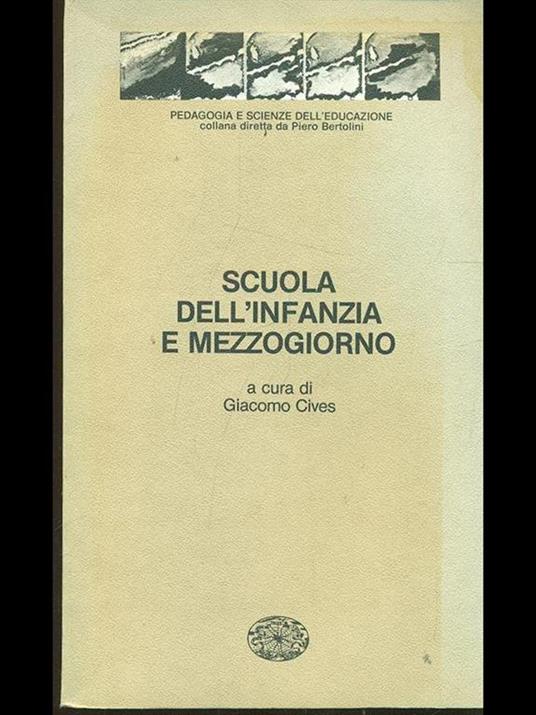 PEDAGOGIA E SCIENZE DELL'EDUCAZIONE
collana diretta da Piero Bertolini
SCUOLA
DELL'INFANZIA
E MEZZOGIORNO
a cura di
Giacomo Cives